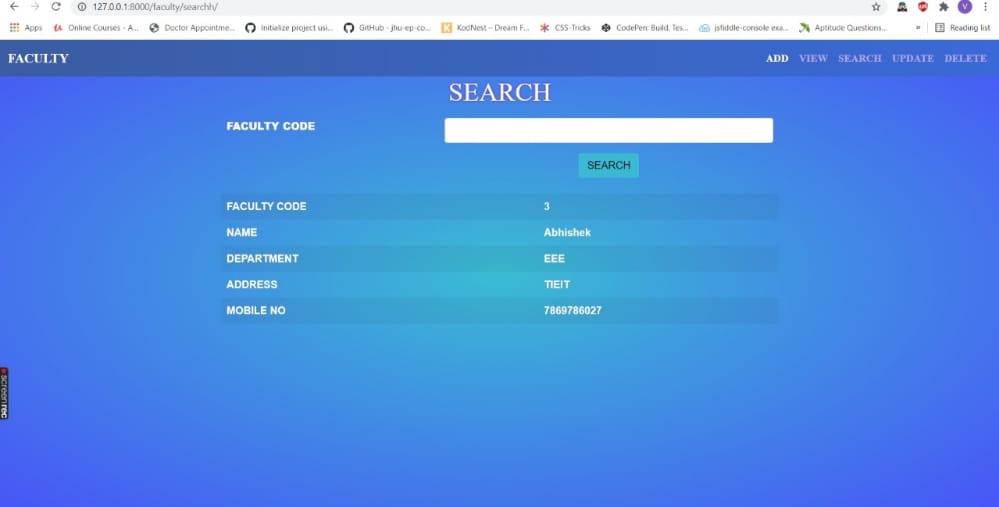 127.0.0.1:8000/faculty/searchh/
V
Apps Online Courses - A... Doctor Appointme... Initialize project usi... GitHub - jhu-ep-co... KodNest – Dream F... CSS-Tricks CodePen: Build, Tes... jsfiddle-console exa... Aptitude Questions... » Reading list
FACULTY ADD VIEW SEARCH UPDATE DELETE
SEARCH
FACULTY CODE
SEARCH
FACULTY CODE 3
NAME Abhishek
DEPARTMENT EEE
ADDRESS TIEIT
MOBILE NO 7869786027
screenrec